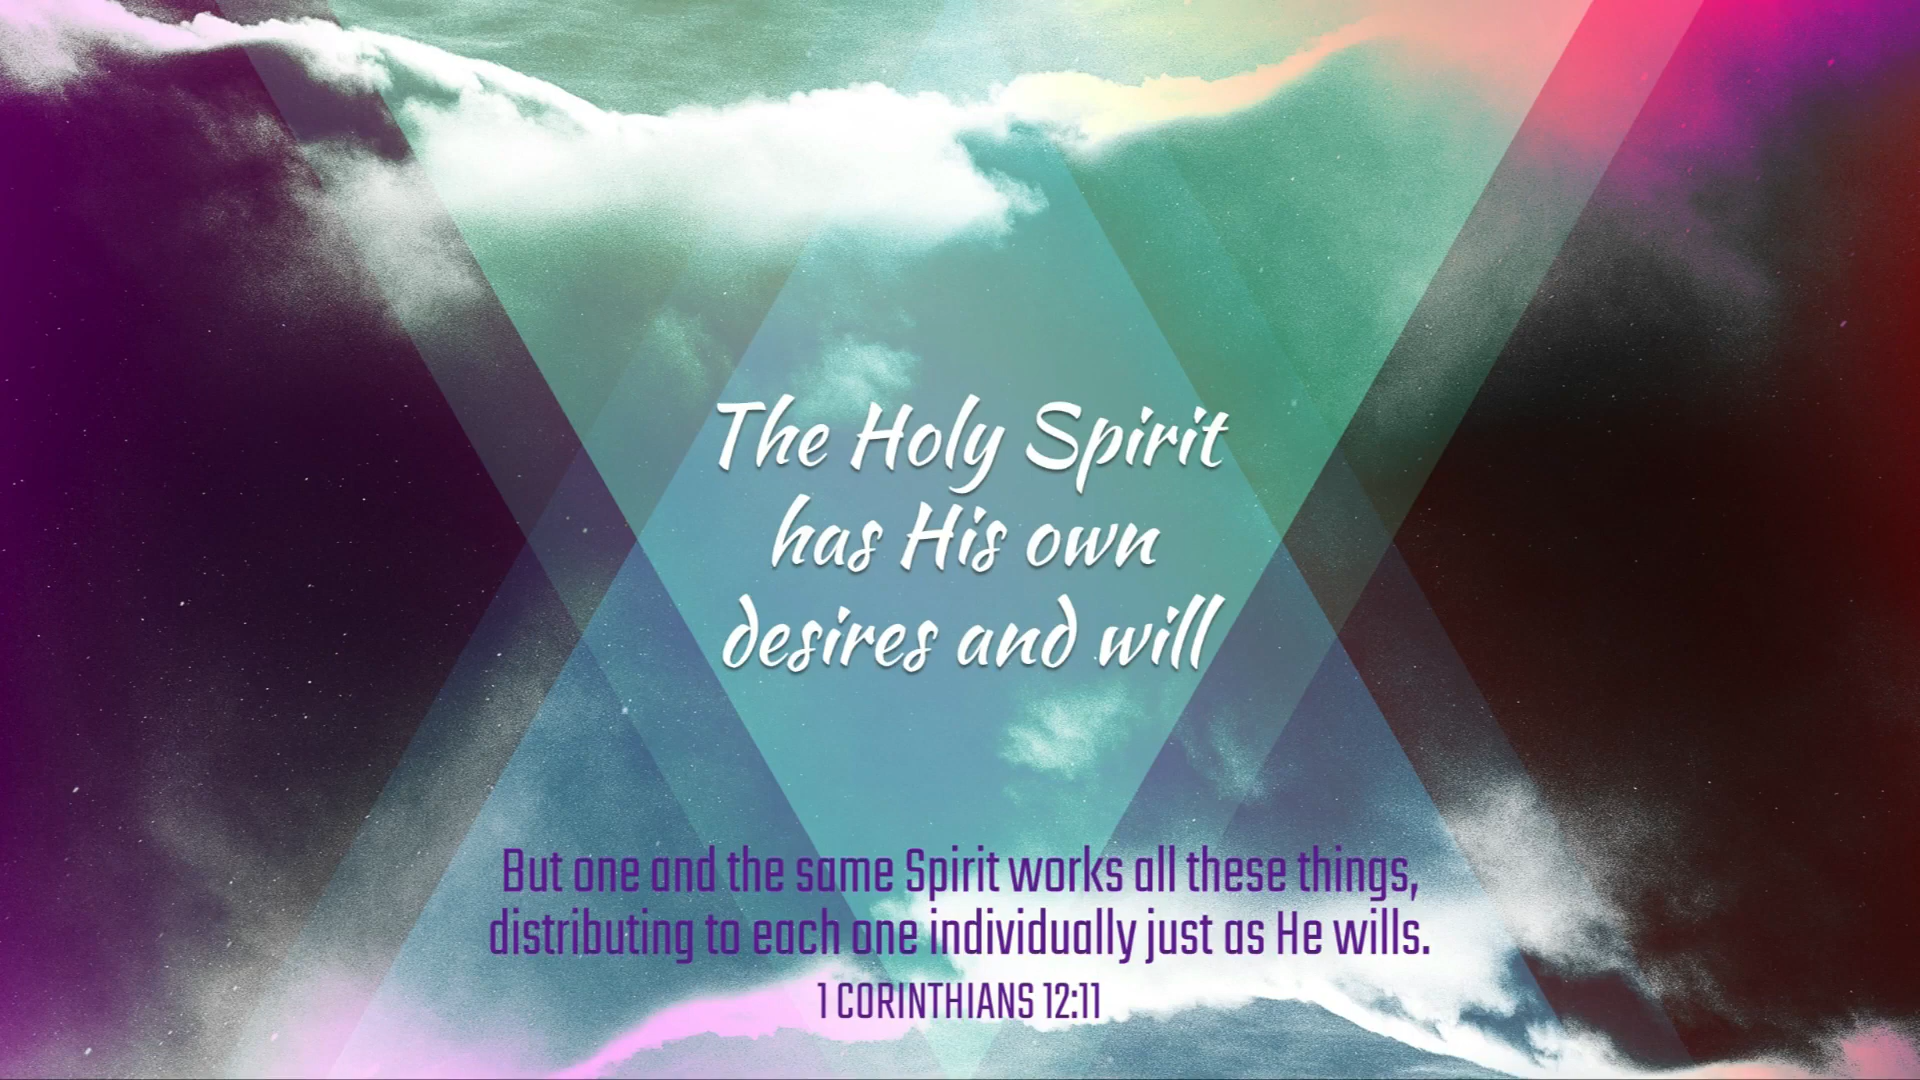 The Holy Spirit
has His own
desires and will
But one and the same Spirit works all these things,
distributing to each one individually just as He wills.
1 CORINTHIANS 12:11